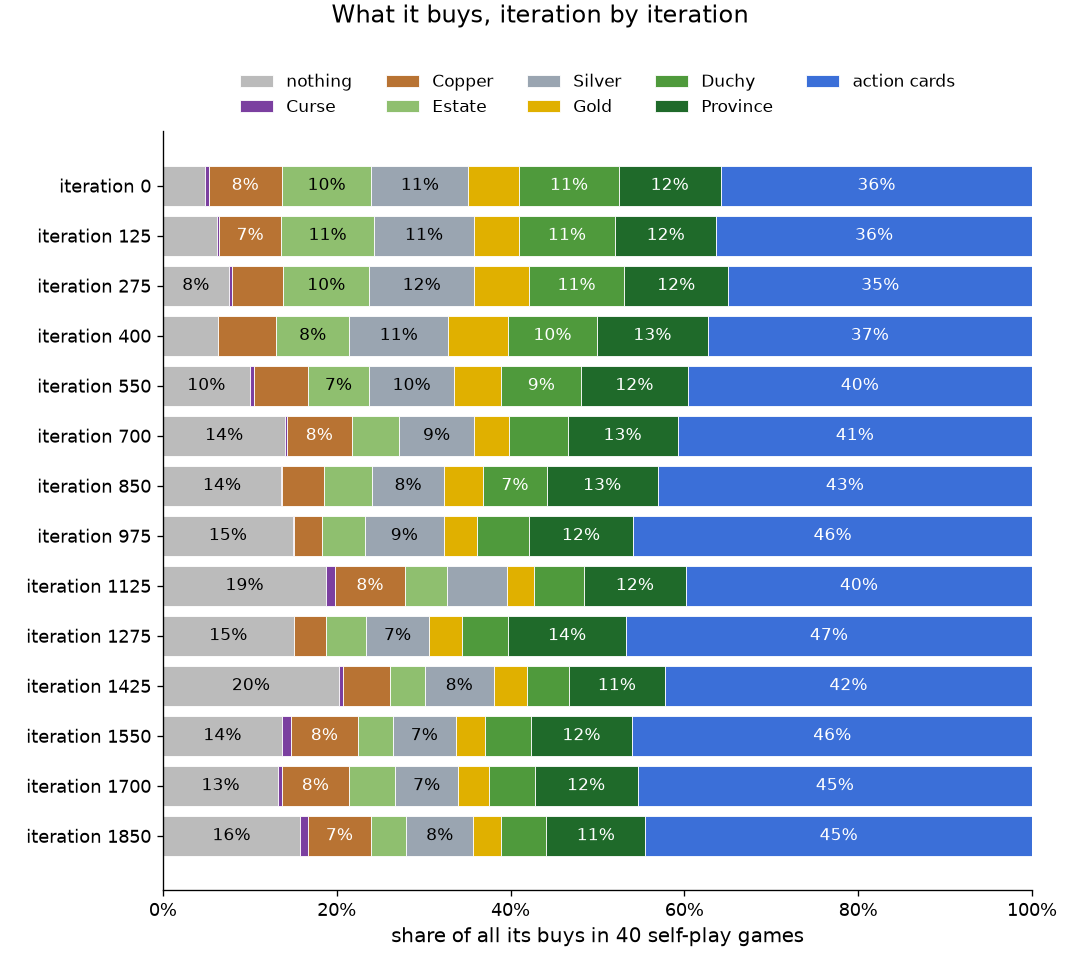 What it buys, iteration by iteration
nothing Copper Silver Duchy action cards
Curse Estate Gold Province
iteration 0 8% 10% 11% 11% 12% 36%
iteration 125 7% 11% 11% 11% 12% 36%
iteration 275 8% 10% 12% 11% 12% 35%
iteration 400 8% 11% 10% 13% 37%
iteration 550 10% 7% 10% 9% 12% 40%
iteration 700 14% 8% 9% 13% 41%
iteration 850 14% 8% 7% 13% 43%
iteration 975 15% 9% 12% 46%
iteration 1125 19% 8% 12% 40%
iteration 1275 15% 7% 14% 47%
iteration 1425 20% 8% 11% 42%
iteration 1550 14% 8% 7% 12% 46%
iteration 1700 13% 8% 7% 12% 45%
iteration 1850 16% 7% 8% 11% 45%
0% 20% 40% 60% 80% 100%
share of all its buys in 40 self-play games